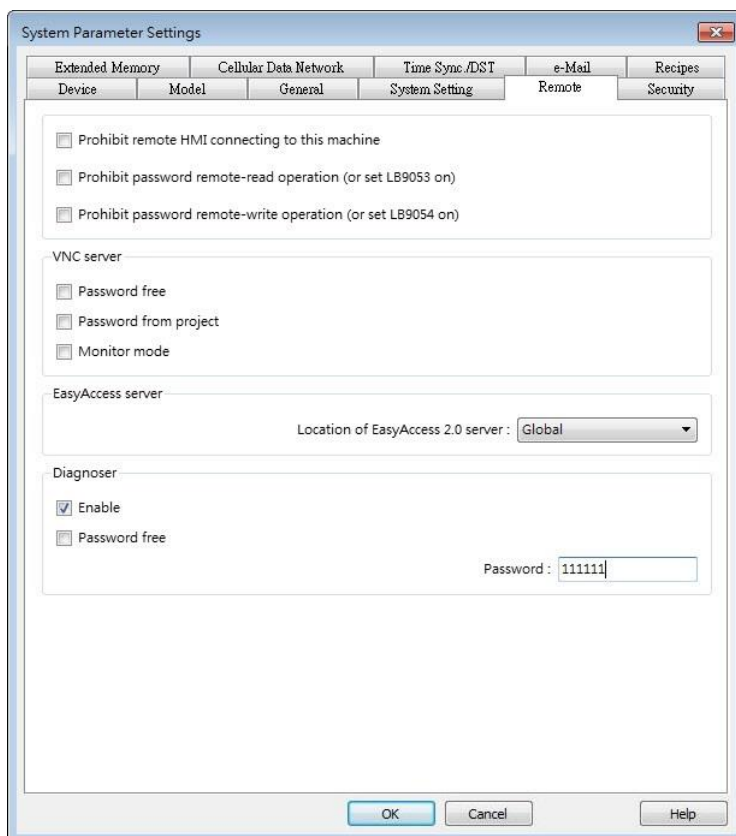 System Parameter Settings
Extended Memory Cellular Data Network Time Sync./DST e-Mail Recipes
Device Model General System Setting Remote Security
Prohibit remote HMI connecting to this machine
Prohibit password remote-read operation (or set LB9053 on)
Prohibit password remote-write operation (or set LB9054 on)
VNC server
Password free
Password from project
Monitor mode
EasyAccess server
Location of EasyAccess 2.0 server : Global
Diagnoser
Enable
Password free
Password : 111111
OK Cancel Help